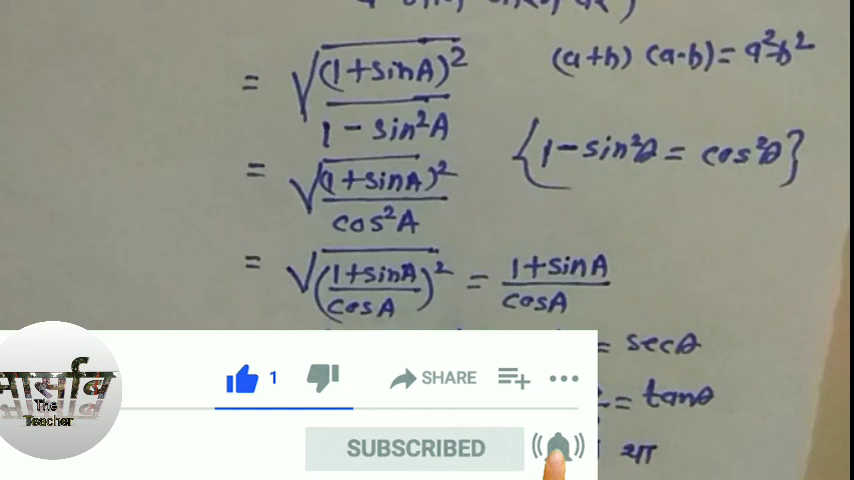 = √(1+sinA)² / 1-sin²A (a+b) (a-b) = a²-b²
= √(1+sinA)² / cos²A {1-sin²θ = cos²θ}
= √(1+sinA / cosA)² = 1+sinA / cosA
= secθ
= tanθ
या
1 SHARE
SUBSCRIBED
The
Teacher